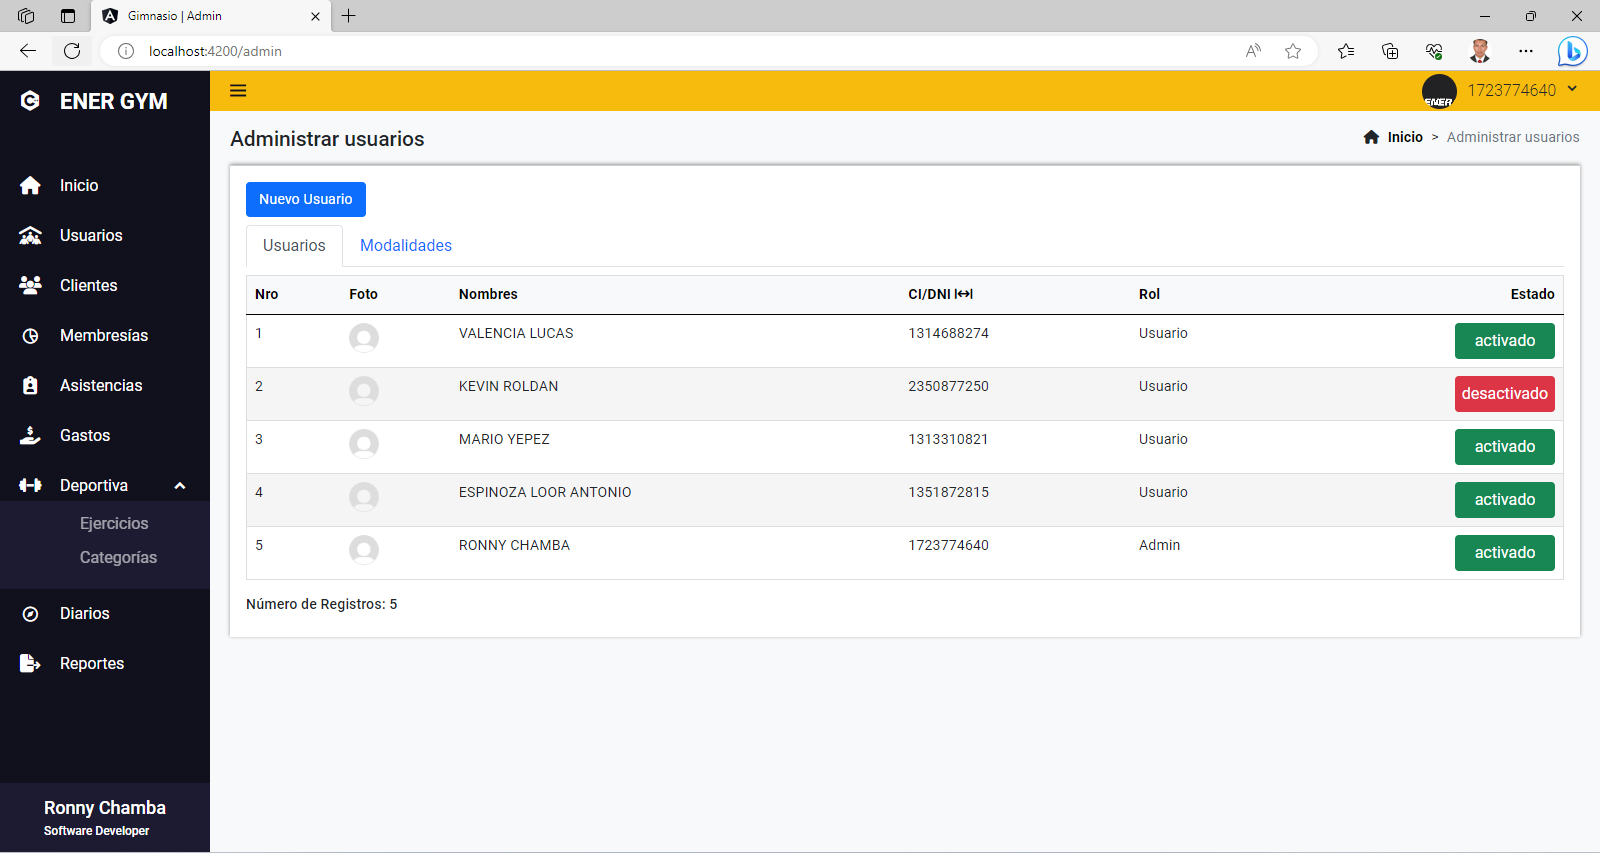 Gimnasio | Admin
localhost:4200/admin
ENER GYM
ENER
1723774640
Administrar usuarios
Inicio > Administrar usuarios
Inicio
Usuarios
Clientes
Membresías
Asistencias
Gastos
Deportiva
Ejercicios
Categorías
Diarios
Reportes
Ronny Chamba
Software Developer
Nuevo Usuario
Usuarios Modalidades
Nro Foto Nombres CI/DNI Rol Estado
1 VALENCIA LUCAS 1314688274 Usuario activado
2 KEVIN ROLDAN 2350877250 Usuario desactivado
3 MARIO YEPEZ 1313310821 Usuario activado
4 ESPINOZA LOOR ANTONIO 1351872815 Usuario activado
5 RONNY CHAMBA 1723774640 Admin activado
Número de Registros: 5